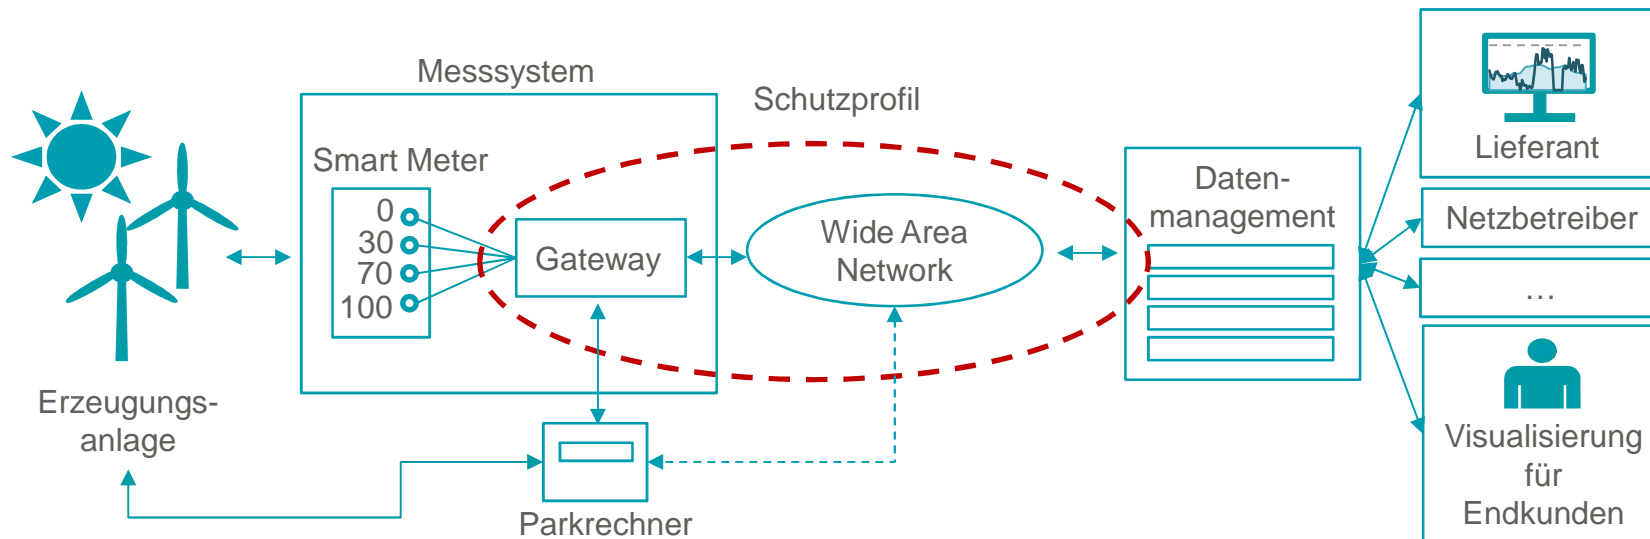 Messsystem
Schutzprofil
Smart Meter
0
30
70
100
Gateway
Wide Area
Network
Daten-
management
Lieferant
Netzbetreiber
...
Visualisierung
für
Endkunden
Erzeugungs-
anlage
Parkrechner